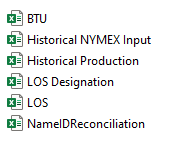 BTU
Historical NYMEX Input
Historical Production
LOS Designation
LOS
NameIDReconciliation